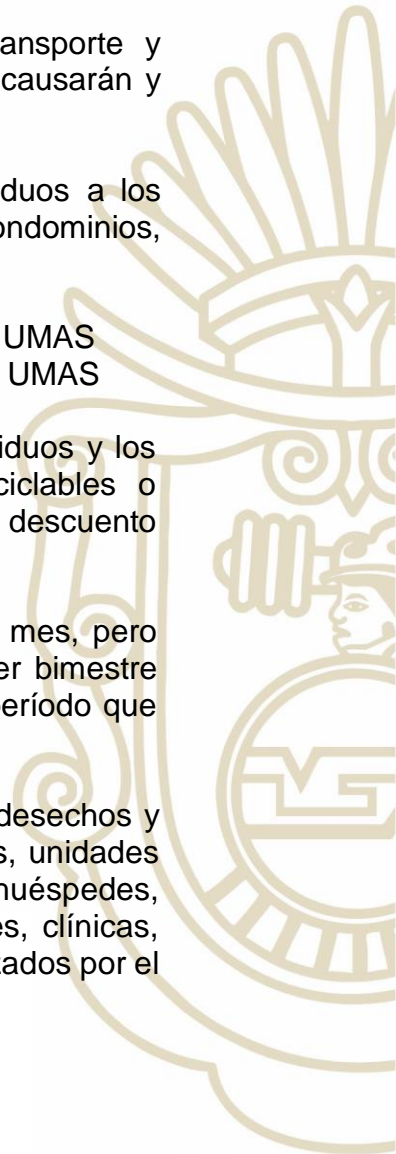 ansporte y
causarán y
duos a los
ondominios,
UMAS
UMAS
iduos y los
ciclables o
descuento
mes, pero
er bimestre
eríodo que
desechos y
s, unidades
nuéspedes,
es, clínicas,
tados por el